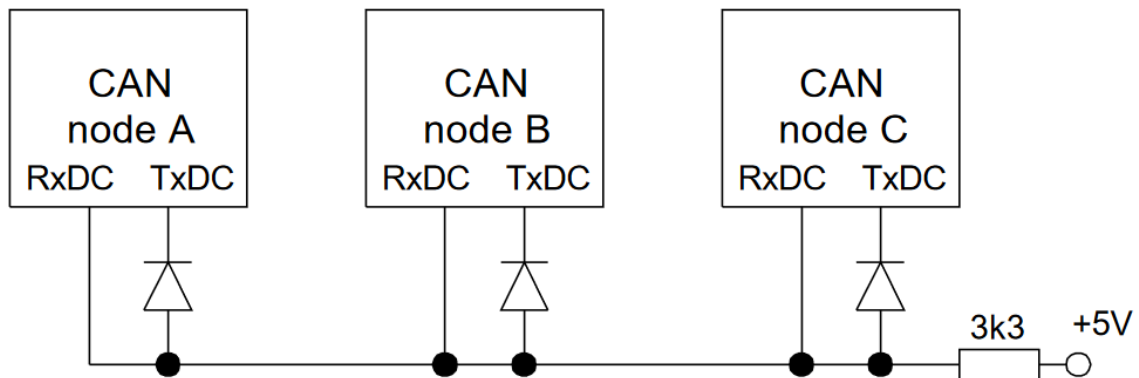 CAN
node A
RxDC TxDC
CAN
node B
RxDC TxDC
CAN
node C
RxDC TxDC
3k3
+5V